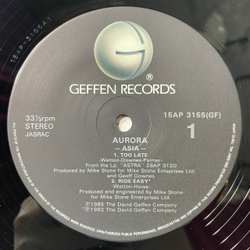 GEFFEN RECORDS
®
33⅓rpm
STEREO
JASRAC
15AP 3155(GF)
1
AURORA
— ASIA —
1. TOO LATE
-Watton-Downes-Palmer-
From the Lp "ASTRA" 28AP 3120
Produced by Mike Stone for Mike Stone Enterprises Ltd
and Geoff Downes
2. RIDE EASY*
-Watton-Howe-
Produced and engineered by Mike Stone
for Mike Stone Enterprises Ltd.
℗1985 The David Geffen Company
*℗1982 The David Geffen Company